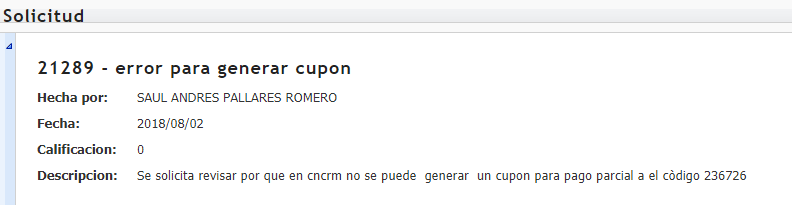 Solicitud
21289 - error para generar cupon
Hecha por: SAUL ANDRES PALLARES ROMERO
Fecha: 2018/08/02
Calificacion: 0
Descripcion: Se solicita revisar por que en cncrm no se puede  generar  un cupon para pago parcial a el còdigo 236726